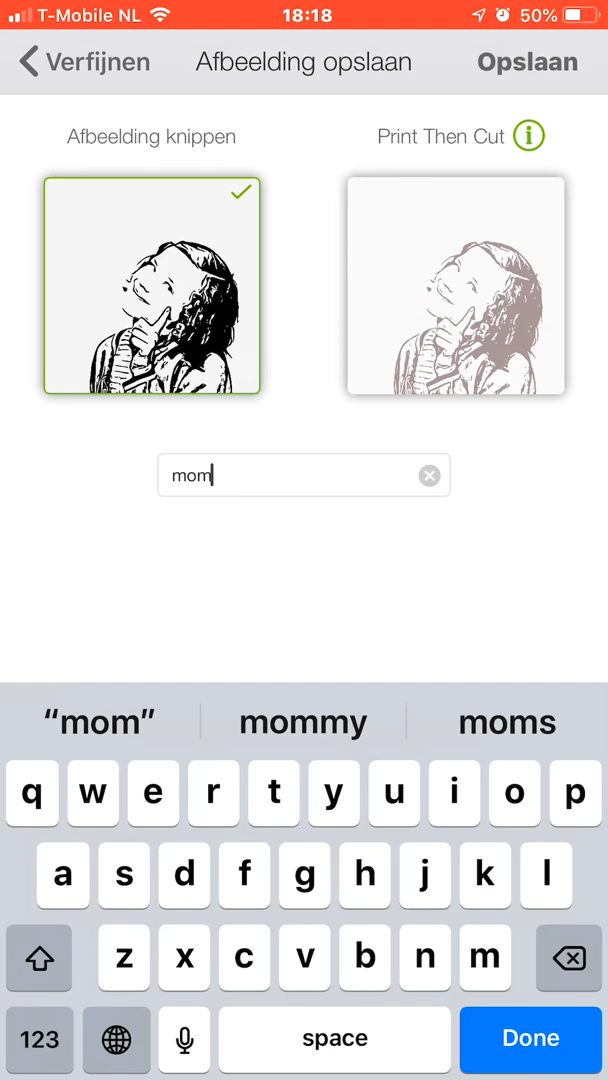 T-Mobile NL 18:18 50%
Verfijnen Afbeelding opslaan Opslaan
Afbeelding knippen Print Then Cut i
mom
“mom” mommy moms
q w e r t y u i o p
a s d f g h j k l
z x c v b n m
123 space Done